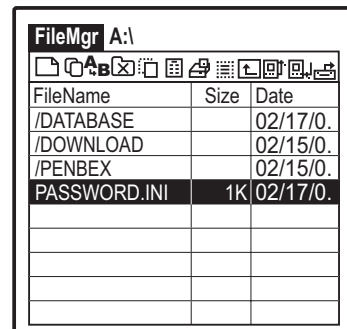 FileMgr A:\
A B
FileName Size Date
/DATABASE 02/17/0.
/DOWNLOAD 02/15/0.
/PENBEX 02/15/0.
PASSWORD.INI 1K 02/17/0.